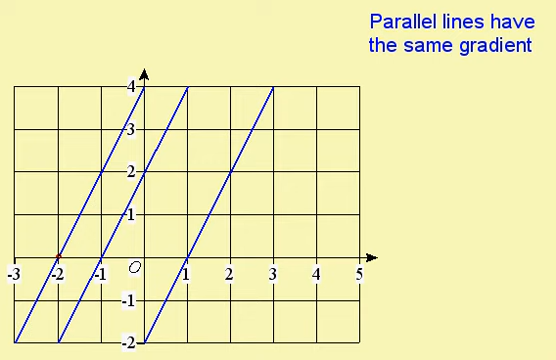 Parallel lines have
the same gradient
4
3
2
1
O
-3 -2 -1 1 2 3 4 5
-1
-2